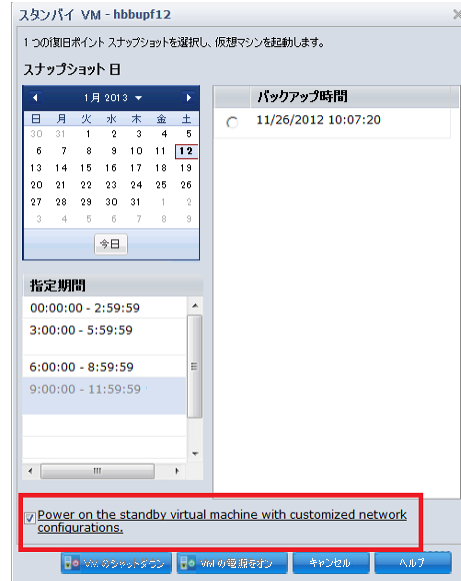 スタンバイ VM - hbbupf12
1 つの復旧ポイント スナップショットを選択し、仮想マシンを起動します。
スナップショット 日
1月 2013
日 月 火 水 木 金 土
30 31 1 2 3 4 5
6 7 8 9 10 11 12
13 14 15 16 17 18 19
20 21 22 23 24 25 26
27 28 29 30 31 1 2
3 4 5 6 7 8 9
今日
バックアップ時間
11/26/2012 10:07:20
指定期間
00:00:00 - 2:59:59
3:00:00 - 5:59:59
6:00:00 - 8:59:59
9:00:00 - 11:59:59
Power on the standby virtual machine with customized network
configurations.
VM のシャットダウン VM の電源をオン キャンセル ヘルプ